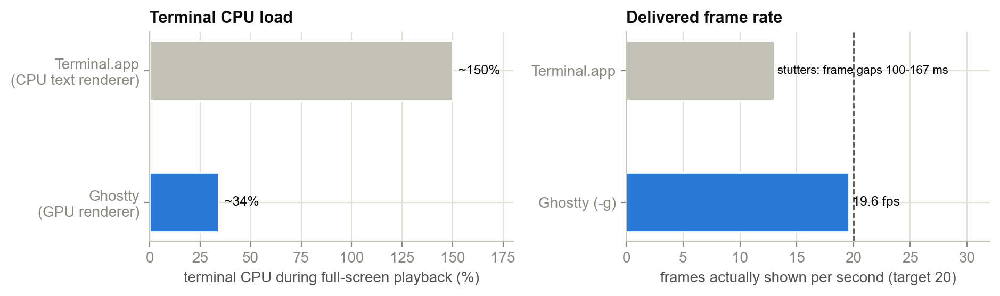 Terminal CPU load
Terminal.app
(CPU text renderer)
~150%
Ghostty
(GPU renderer)
~34%
0 25 50 75 100 125 150 175
terminal CPU during full-screen playback (%)
Delivered frame rate
Terminal.app
stutters: frame gaps 100-167 ms
Ghostty (-g)
19.6 fps
0 5 10 15 20 25 30
frames actually shown per second (target 20)